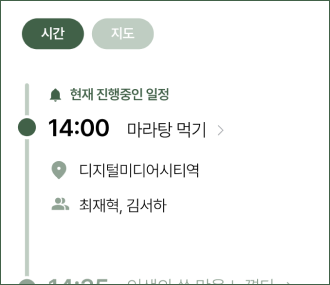 시간
지도
현재 진행중인 일정
14:00 마라탕 먹기
디지털미디어시티역
최재혁, 김서하